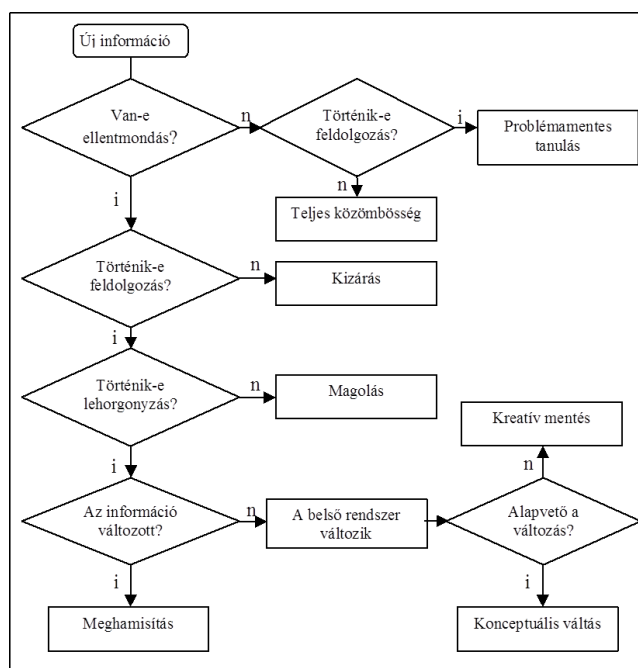 Új információ
Van-e
ellentmondás?
n
Történik-e
feldolgozás?
i
Problémamentes
tanulás
n
Teljes közömbösség
i
Történik-e
feldolgozás?
n
Kizárás
i
Történik-e
lehorgonyzás?
n
Magolás
Kreatív mentés
n
i
Az információ
változott?
n
A belső rendszer
változik
Alapvető a
változás?
i
Meghamisítás
i
Konceptuális váltás